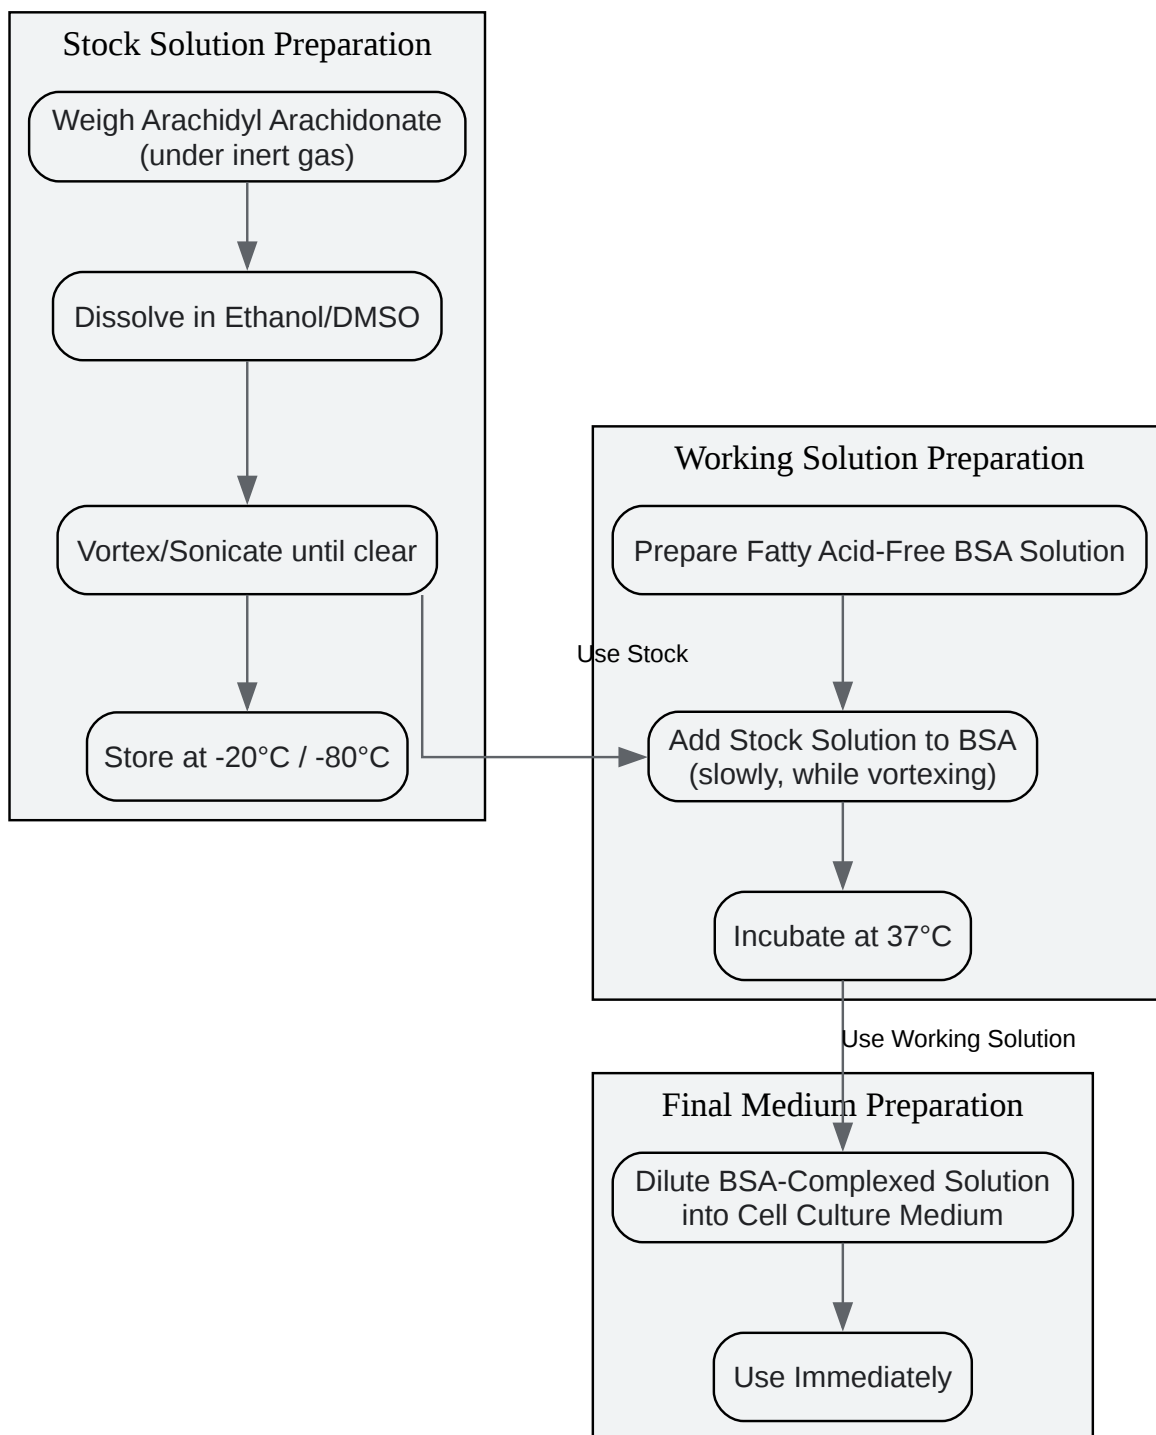 Stock Solution Preparation
Weigh Arachidyl Arachidonate
(under inert gas)
Dissolve in Ethanol/DMSO
Vortex/Sonicate until clear
Store at -20°C / -80°C
Use Stock
Working Solution Preparation
Prepare Fatty Acid-Free BSA Solution
Add Stock Solution to BSA
(slowly, while vortexing)
Incubate at 37°C
Use Working Solution
Final Medium Preparation
Dilute BSA-Complexed Solution
into Cell Culture Medium
Use Immediately